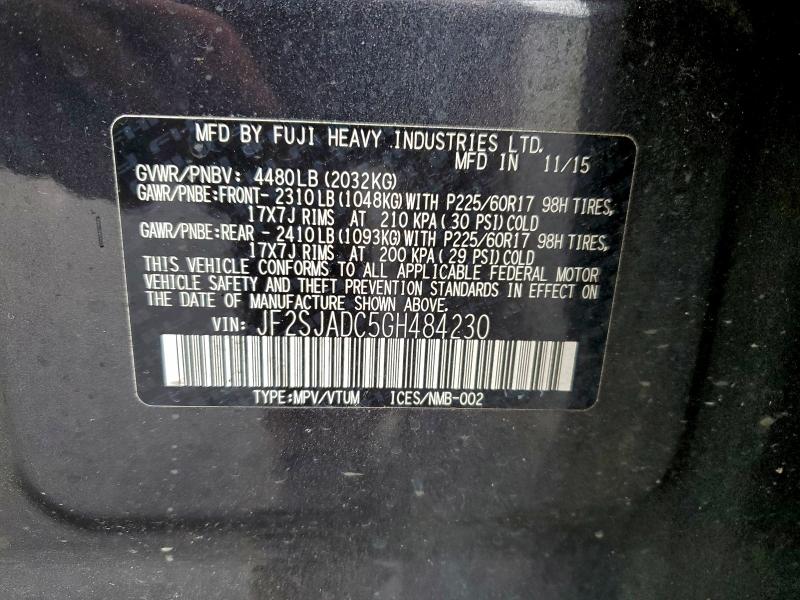 MFD BY FUJI HEAVY INDUSTRIES LTD.
MFD IN 11/15
GVWR/PNBV: 4480LB(2032KG)
GAWR/PNBE:FRONT- 2310LB(1048KG)WITH P225/60R17 98H TIRES,
17X7J RIMS AT 210 KPA(30 PSI)COLD
GAWR/PNBE:REAR - 2410LB(1093KG)WITH P225/60R17 98H TIRES,
17X7J RIMS AT 200 KPA(29 PSI)COLD
THIS VEHICLE CONFORMS TO ALL APPLICABLE FEDERAL MOTOR
VEHICLE SAFETY AND THEFT PREVENTION STANDARDS IN EFFECT ON
THE DATE OF MANUFACTURE SHOWN ABOVE.
VIN: JF2SJADC5GH484230
TYPE:MPV/VTUM ICES/NMB-002